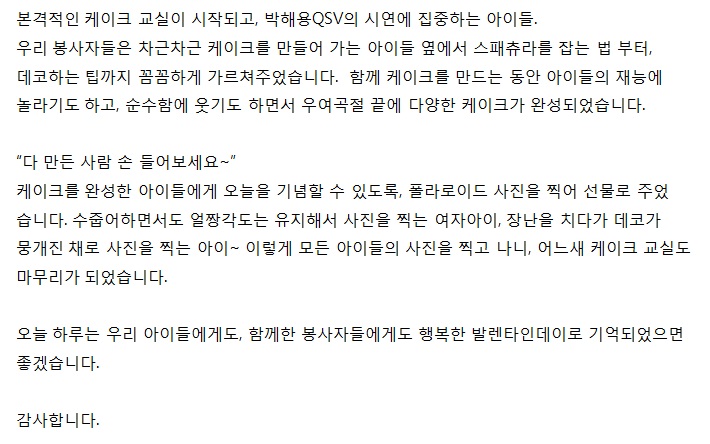 본격적인 케이크 교실이 시작되고, 박해용QSV의 시연에 집중하는 아이들.
우리 봉사자들은 차근차근 케이크를 만들어 가는 아이들 옆에서 스패츄라를 잡는 법 부터,
데코하는 팁까지 꼼꼼하게 가르쳐주었습니다.  함께 케이크를 만드는 동안 아이들의 재능에
놀라기도 하고, 순수함에 웃기도 하면서 우여곡절 끝에 다양한 케이크가 완성되었습니다.
“다 만든 사람 손 들어보세요~”
케이크를 완성한 아이들에게 오늘을 기념할 수 있도록, 폴라로이드 사진을 찍어 선물로 주었
습니다. 수줍어하면서도 얼짱각도는 유지해서 사진을 찍는 여자아이, 장난을 치다가 데코가
뭉개진 채로 사진을 찍는 아이~ 이렇게 모든 아이들의 사진을 찍고 나니, 어느새 케이크 교실도
마무리가 되었습니다.
오늘 하루는 우리 아이들에게도, 함께한 봉사자들에게도 행복한 발렌타인데이로 기억되었으면
좋겠습니다.
감사합니다.